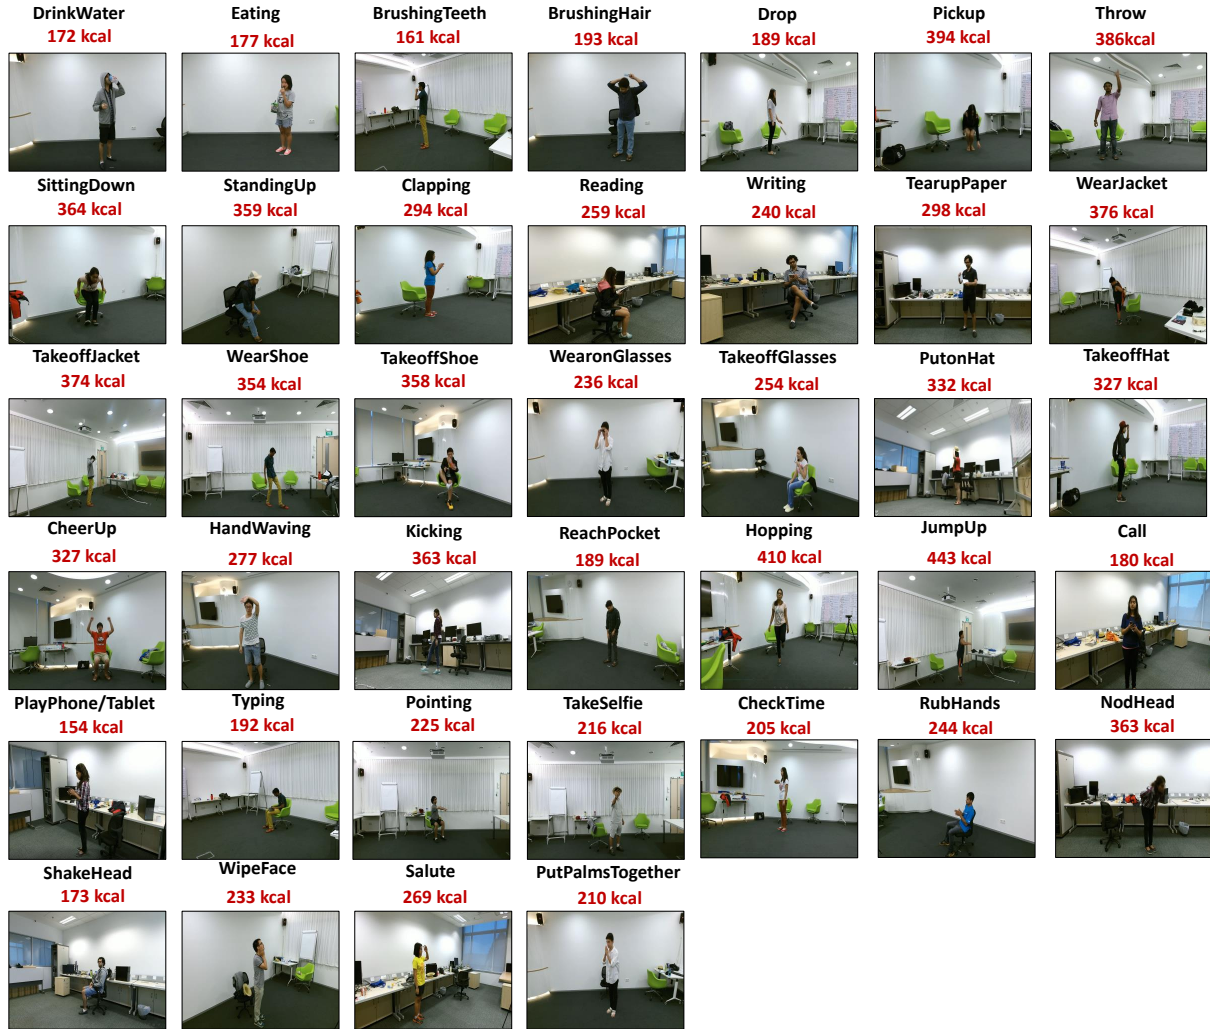 DrinkWater
172 kcal
Eating
177 kcal
BrushingTeeth
161 kcal
BrushingHair
193 kcal
Drop
189 kcal
Pickup
394 kcal
Throw
386kcal
SittingDown
364 kcal
StandingUp
359 kcal
Clapping
294 kcal
Reading
259 kcal
Writing
240 kcal
TearupPaper
298 kcal
WearJacket
376 kcal
TakeoffJacket
374 kcal
WearShoe
354 kcal
TakeoffShoe
358 kcal
WearonGlasses
236 kcal
TakeoffGlasses
254 kcal
PutonHat
332 kcal
TakeoffHat
327 kcal
CheerUp
327 kcal
HandWaving
277 kcal
Kicking
363 kcal
ReachPocket
189 kcal
Hopping
410 kcal
JumpUp
443 kcal
Call
180 kcal
PlayPhone/Tablet
154 kcal
Typing
192 kcal
Pointing
225 kcal
TakeSelfie
216 kcal
CheckTime
205 kcal
RubHands
244 kcal
NodHead
363 kcal
ShakeHead
173 kcal
WipeFace
233 kcal
Salute
269 kcal
PutPalmsTogether
210 kcal